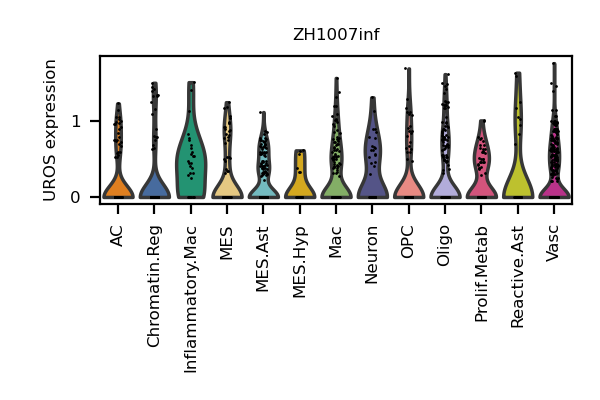 ZH1007inf
UROS expression
1
0
AC
Chromatin.Reg
Inflammatory.Mac
MES
MES.Ast
MES.Hyp
Mac
Neuron
OPC
Oligo
Prolif.Metab
Reactive.Ast
Vasc